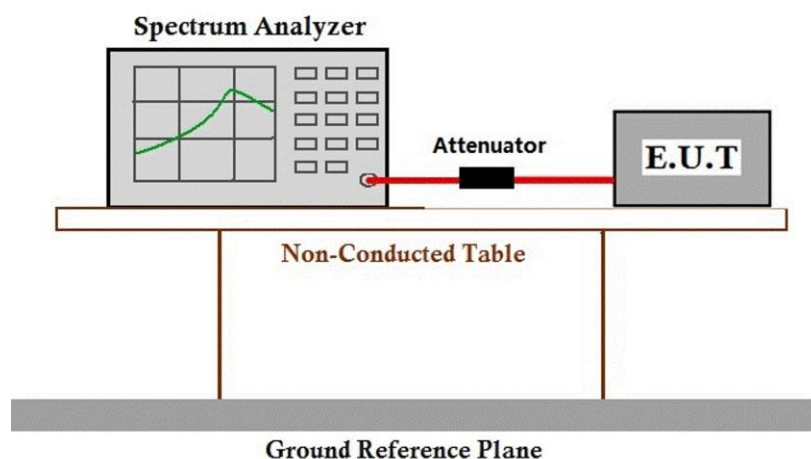 Spectrum Analyzer
Attenuator
E.U.T
Non-Conducted Table
Ground Reference Plane